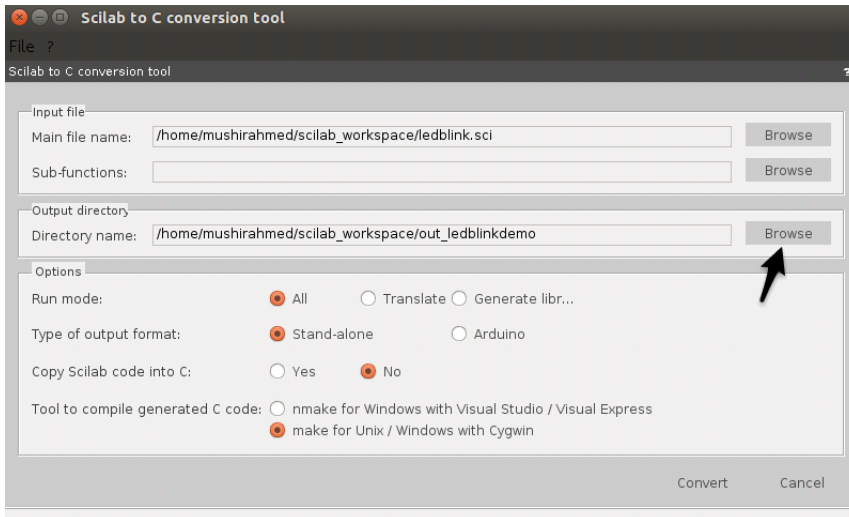 Scilab to C conversion tool
File ?
Scilab to C conversion tool ?
Input file
Main file name: /home/mushirahmed/scilab_workspace/ledblink.sci Browse
Sub-functions: Browse
Output directory
Directory name: /home/mushirahmed/scilab_workspace/out_ledblinkdemo Browse
Options
Run mode: All Translate Generate libr...
Type of output format: Stand-alone Arduino
Copy Scilab code into C: Yes No
Tool to compile generated C code: nmake for Windows with Visual Studio / Visual Express
make for Unix / Windows with Cygwin
Convert Cancel